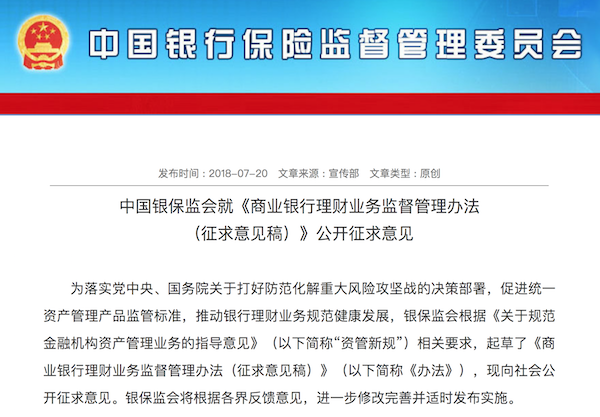 中国银行保险监督管理委员会
发布时间：2018-07-20 文章来源：宣传部 文章类型：原创
中国银保监会就《商业银行理财业务监督管理办法
（征求意见稿）》公开征求意见
为落实党中央、国务院关于打好防范化解重大风险攻坚战的决策部署，促进统一
资产管理产品监管标准，推动银行理财业务规范健康发展，银保监会根据《关于规范
金融机构资产管理业务的指导意见》（以下简称“资管新规”）相关要求，起草了《商
业银行理财业务监督管理办法（征求意见稿）》（以下简称《办法》），现向社会公
开征求意见。银保监会将根据各界反馈意见，进一步修改完善并适时发布实施。